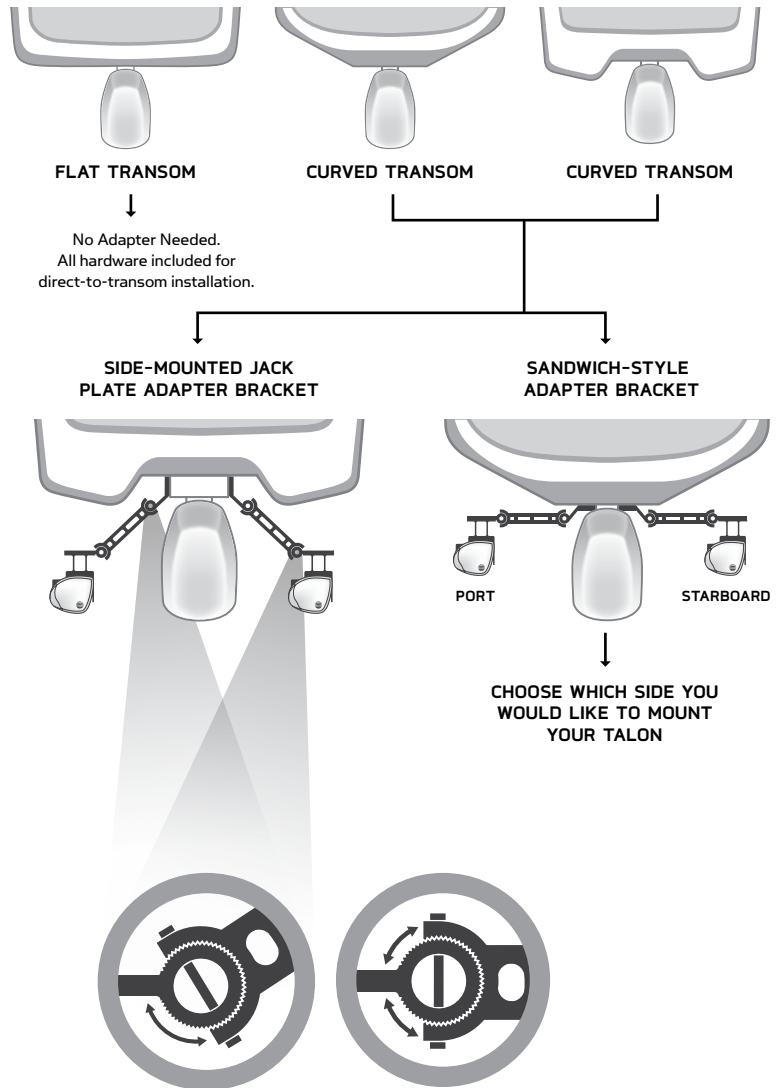 FLAT TRANSOM
CURVED TRANSOM
CURVED TRANSOM
No Adapter Needed.
All hardware included for
direct-to-transom installation.
SIDE-MOUNTED JACK
PLATE ADAPTER BRACKET
SANDWICH-STYLE
ADAPTER BRACKET
PORT
STARBOARD
CHOOSE WHICH SIDE YOU
WOULD LIKE TO MOUNT
YOUR TALON